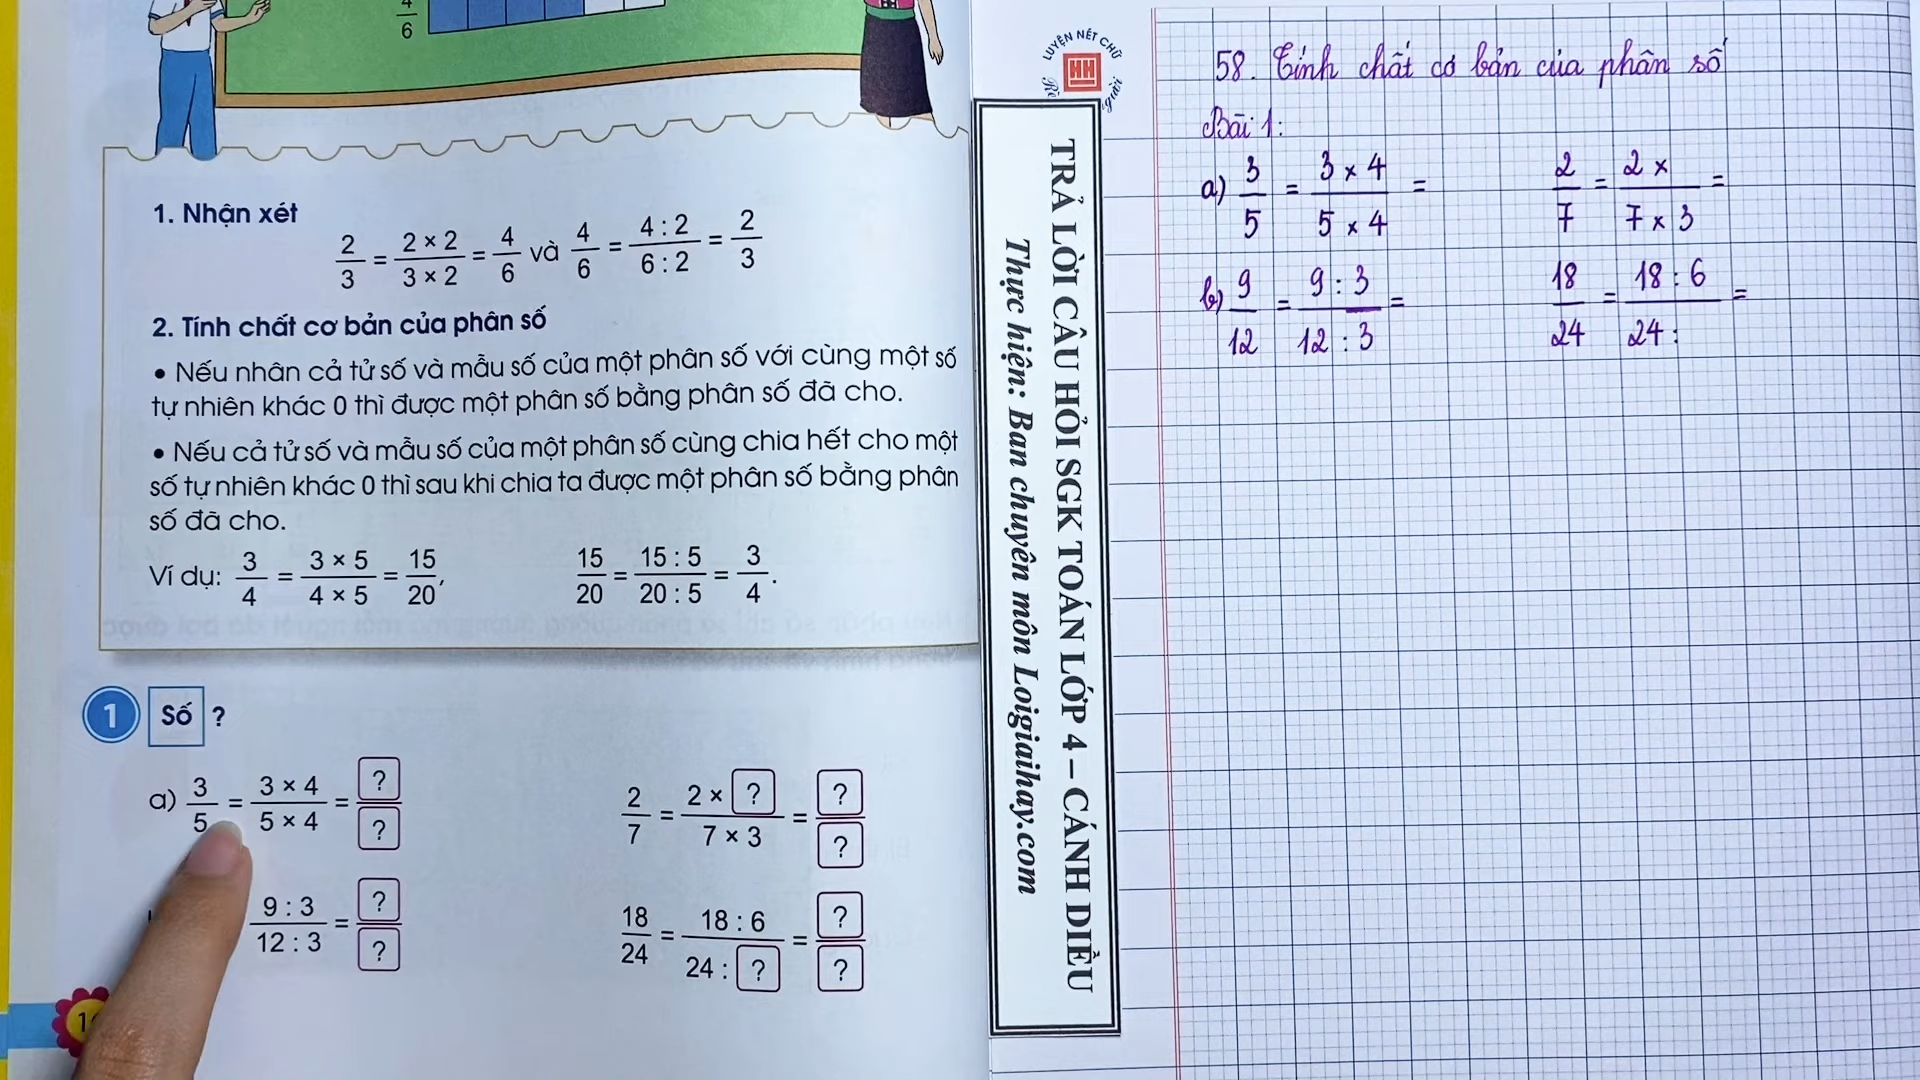 4/6
1. Nhận xét
2/3 = (2 × 2)/(3 × 2) = 4/6 và 4/6 = (4 : 2)/(6 : 2) = 2/3
2. Tính chất cơ bản của phân số
• Nếu nhân cả tử số và mẫu số của một phân số với cùng một số
tự nhiên khác 0 thì được một phân số bằng phân số đã cho.
• Nếu cả tử số và mẫu số của một phân số cùng chia hết cho một
số tự nhiên khác 0 thì sau khi chia ta được một phân số bằng phân
số đã cho.
Ví dụ: 3/4 = (3 × 5)/(4 × 5) = 15/20, 15/20 = (15 : 5)/(20 : 5) = 3/4.
1 Số ?
a) 3/5 = (3 × 4)/(5 × 4) = ?/? 2/7 = (2 × ?)/(7 × 3) = ?/?
(9 : 3)/(12 : 3) = ?/? 18/24 = (18 : 6)/(24 : ?) = ?/?
LUYỆN NÉT CHỮ
HH
TRẢ LỜI CÂU HỎI SGK TOÁN LỚP 4 – CÁNH DIỀU
Thực hiện: Ban chuyên môn Loigiaihay.com
58. Tính chất cơ bản của phân số
Bài 1:
a) 3/5 = (3 × 4)/(5 × 4) = 2/7 = (2 ×)/(7 × 3) =
b) 9/12 = (9 : 3)/(12 : 3) = 18/24 = (18 : 6)/(24 :) =